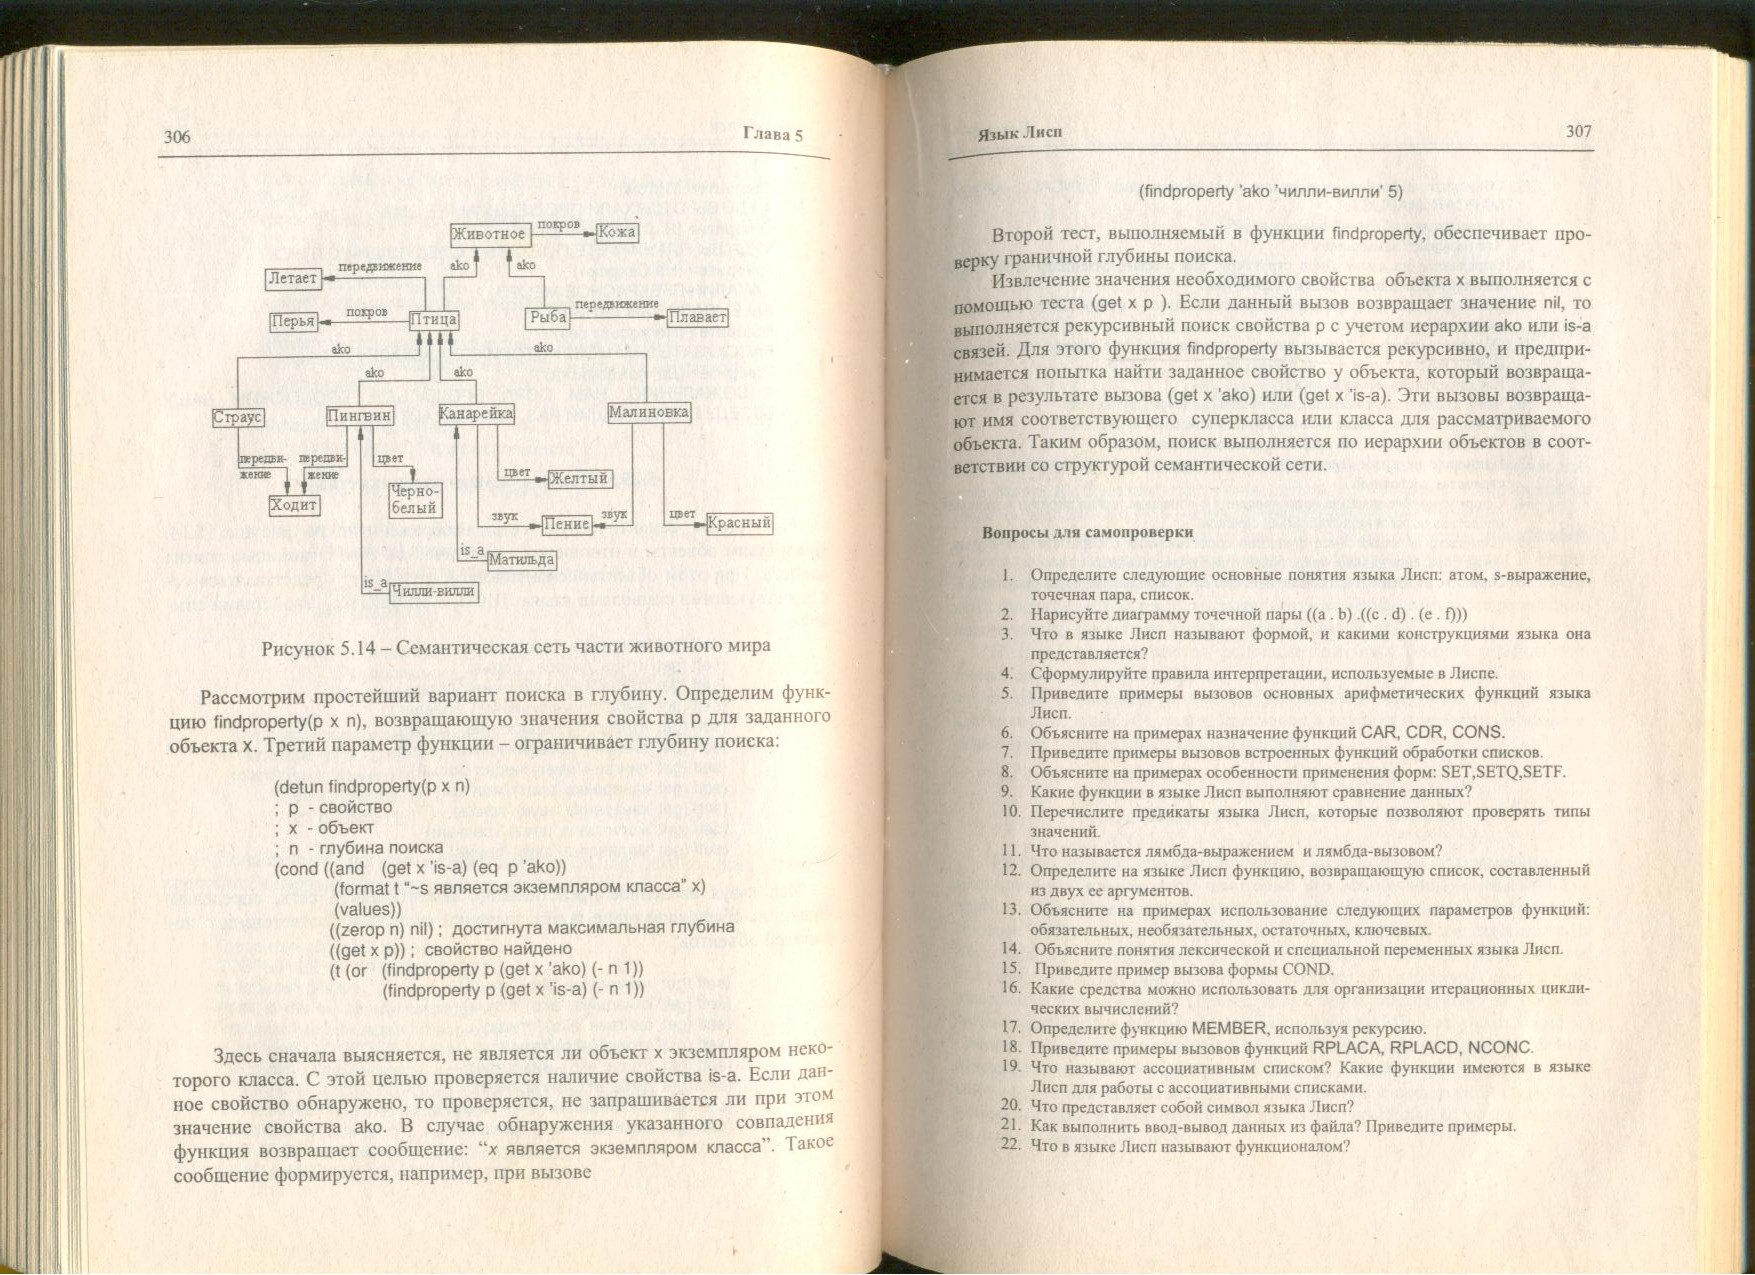 306
Глава 5
Животное
покров
Кожа
ako
ako
Летает
передвижение
Перья
покров
Птица
Рыба
передвижение
Плавает
ako
ako
ako
ako
Страус
Пингвин
Канарейка
Малиновка
передви-
жение
передви-
жение
цвет
Ходит
Черно-
белый
цвет
Желтый
звук
Пение
звук
цвет
Красный
is_a
Матильда
is_a
Чилли-вилли
Рисунок 5.14 – Семантическая сеть части животного мира
Рассмотрим простейший вариант поиска в глубину. Определим функ-
цию findproperty(p x n), возвращающую значения свойства p для заданного
объекта x. Третий параметр функции – ограничивает глубину поиска:
(detun findproperty(p x n)
; p - свойство
; x - объект
; n - глубина поиска
(cond ((and (get x 'is-a) (eq p 'ako))
(format t “~s является экземпляром класса” x)
(values))
((zerop n) nil) ; достигнута максимальная глубина
((get x p)) ; свойство найдено
(t (or (findproperty p (get x 'ako) (- n 1))
(findproperty p (get x 'is-a) (- n 1))
Здесь сначала выясняется, не является ли объект x экземпляром неко-
торого класса. С этой целью проверяется наличие свойства is-a. Если дан-
ное свойство обнаружено, то проверяется, не запрашивается ли при этом
значение свойства ako. В случае обнаружения указанного совпадения
функция возвращает сообщение: “x является экземпляром класса”. Такое
сообщение формируется, например, при вызове
Язык Лисп
307
(findproperty 'ako 'чилли-вилли' 5)
Второй тест, выполняемый в функции findproperty, обеспечивает про-
верку граничной глубины поиска.
Извлечение значения необходимого свойства объекта x выполняется с
помощью теста (get x p ). Если данный вызов возвращает значение nil, то
выполняется рекурсивный поиск свойства p с учетом иерархии ako или is-a
связей. Для этого функция findproperty вызывается рекурсивно, и предпри-
нимается попытка найти заданное свойство у объекта, который возвраща-
ется в результате вызова (get x 'ako) или (get x 'is-a). Эти вызовы возвраща-
ют имя соответствующего суперкласса или класса для рассматриваемого
объекта. Таким образом, поиск выполняется по иерархии объектов в соот-
ветствии со структурой семантической сети.
Вопросы для самопроверки
1. Определите следующие основные понятия языка Лисп: атом, s-выражение,
точечная пара, список.
2. Нарисуйте диаграмму точечной пары ((a . b) .((c . d) . (e . f)))
3. Что в языке Лисп называют формой, и какими конструкциями языка она
представляется?
4. Сформулируйте правила интерпретации, используемые в Лиспе.
5. Приведите примеры вызовов основных арифметических функций языка
Лисп.
6. Объясните на примерах назначение функций CAR, CDR, CONS.
7. Приведите примеры вызовов встроенных функций обработки списков.
8. Объясните на примерах особенности применения форм: SET,SETQ,SETF.
9. Какие функции в языке Лисп выполняют сравнение данных?
10. Перечислите предикаты языка Лисп, которые позволяют проверять типы
значений.
11. Что называется лямбда-выражением и лямбда-вызовом?
12. Определите на языке Лисп функцию, возвращающую список, составленный
из двух ее аргументов.
13. Объясните на примерах использование следующих параметров функций:
обязательных, необязательных, остаточных, ключевых.
14. Объясните понятия лексической и специальной переменных языка Лисп.
15. Приведите пример вызова формы COND.
16. Какие средства можно использовать для организации итерационных цикли-
ческих вычислений?
17. Определите функцию MEMBER, используя рекурсию.
18. Приведите примеры вызовов функций RPLACA, RPLACD, NCONC.
19. Что называют ассоциативным списком? Какие функции имеются в языке
Лисп для работы с ассоциативными списками.
20. Что представляет собой символ языка Лисп?
21. Как выполнить ввод-вывод данных из файла? Приведите примеры.
22. Что в языке Лисп называют функционалом?